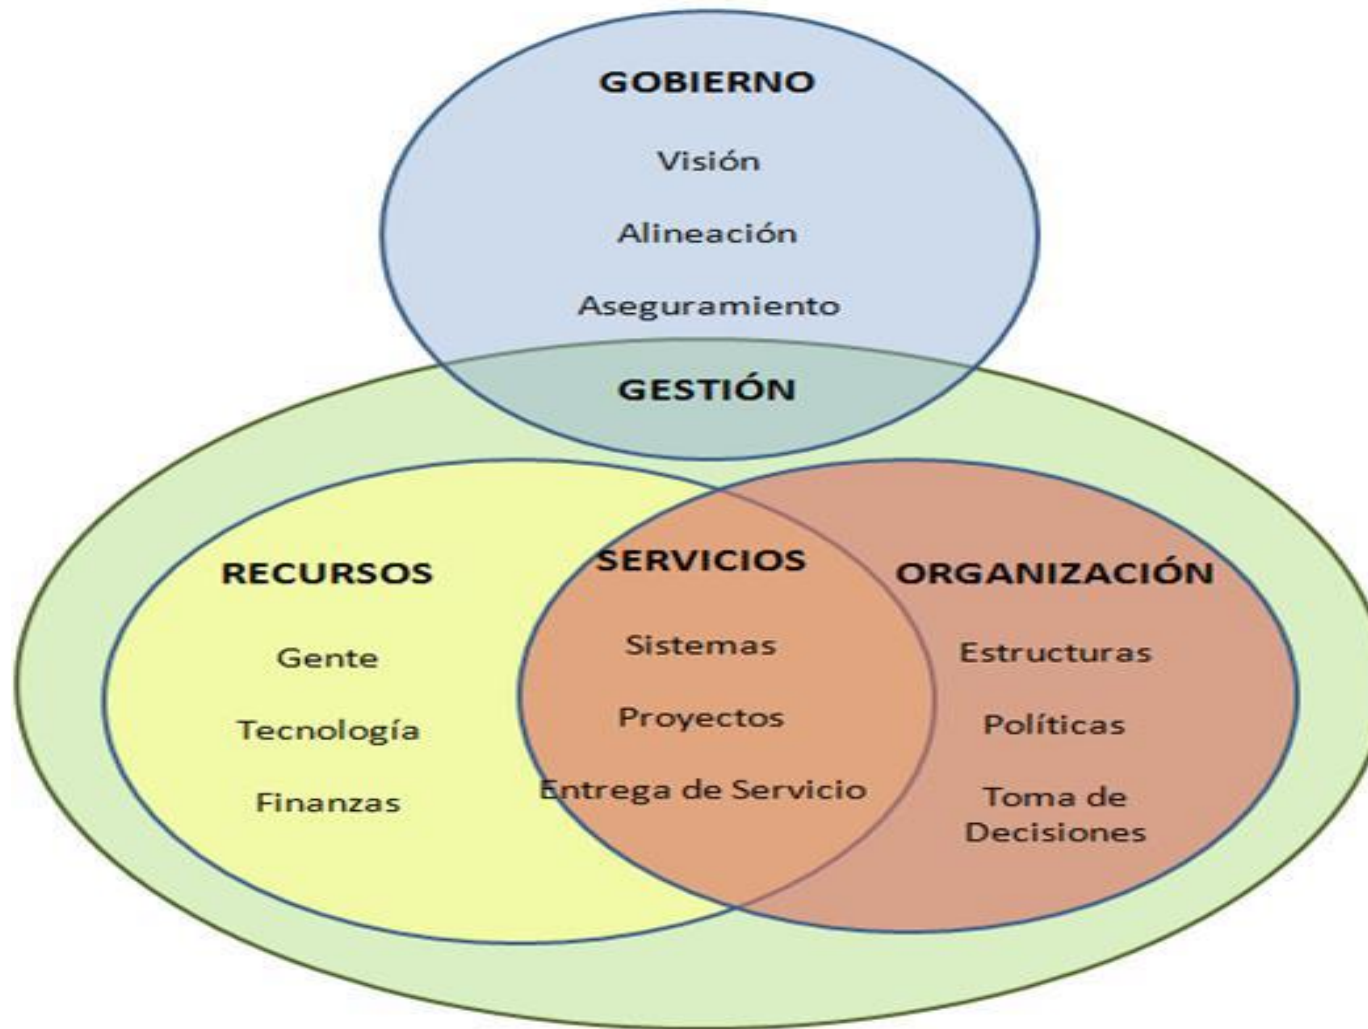 GOBIERNO
Visión
Alineación
Aseguramiento
GESTIÓN
RECURSOS
Gente
Tecnología
Finanzas
SERVICIOS
Sistemas
Proyectos
Entrega de Servicio
ORGANIZACIÓN
Estructuras
Políticas
Toma de
Decisiones